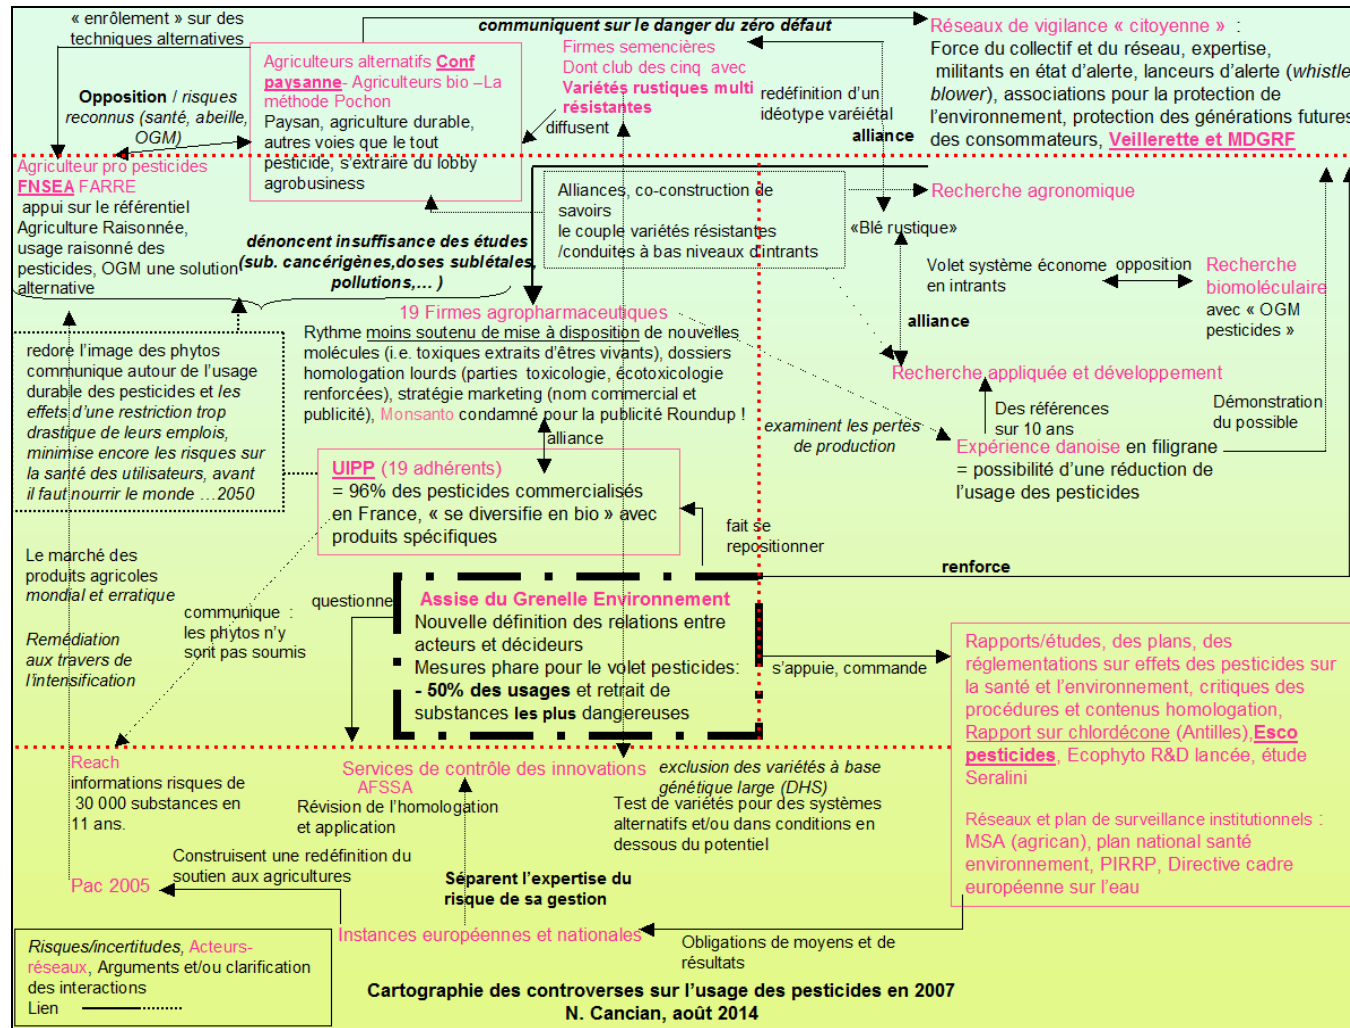 « enrôlement » sur des
techniques alternatives
communiquent sur le danger du zéro défaut
Agriculteurs alternatifs Conf
paysanne- Agriculteurs bio –La
méthode Pochon
Paysan, agriculture durable,
autres voies que le tout
pesticide, s'extraire du lobby
agrobusiness
Firmes semencières
Dont club des cinq avec
Variétés rustiques multi
résistantes
diffusent
redéfinition d'un
idéotype varéiétal
alliance
Réseaux de vigilance « citoyenne » :
Force du collectif et du réseau, expertise,
militants en état d'alerte, lanceurs d'alerte (whistle
blower), associations pour la protection de
l'environnement, protection des générations futures
des consommateurs, Veillerette et MDGRF
Opposition / risques
reconnus (santé, abeille,
OGM)
Agriculteur pro pesticides
FNSEA FARRE
appui sur le référentiel
Agriculture Raisonnée,
usage raisonné des
pesticides, OGM une solution
alternative
dénoncent insuffisance des études
(sub. cancérigènes,doses sublétales,
pollutions,... )
Alliances, co-construction de
savoirs
le couple variétés résistantes
/conduites à bas niveaux d'intrants
Recherche agronomique
«Blé rustique»
Volet système économe
en intrants
opposition
Recherche
biomoléculaire
avec « OGM
pesticides »
alliance
19 Firmes agropharmaceutiques
Rythme moins soutenu de mise à disposition de nouvelles
molécules (i.e. toxiques extraits d'êtres vivants), dossiers
homologation lourds (parties toxicologie, écotoxicologie
renforcées), stratégie marketing (nom commercial et
publicité), Monsanto condamné pour la publicité Roundup !
alliance
redore l'image des phytos
communique autour de l'usage
durable des pesticides et les
effets d'une restriction trop
drastique de leurs emplois,
minimise encore les risques sur
la santé des utilisateurs, avant
il faut nourrir le monde ...2050
Recherche appliquée et développement
Des références
sur 10 ans
Démonstration
du possible
examinent les pertes
de production
Expérience danoise en filigrane
= possibilité d'une réduction de
l'usage des pesticides
UIPP (19 adhérents)
= 96% des pesticides commercialisés
en France, « se diversifie en bio » avec
produits spécifiques
fait se
repositionner
renforce
Le marché des
produits agricoles
mondial et erratique
Remédiation
aux travers de
l'intensification
communique :
les phytos n'y
sont pas soumis
questionne
Assise du Grenelle Environnement
Nouvelle définition des relations entre
acteurs et décideurs
Mesures phare pour le volet pesticides:
- 50% des usages et retrait de
substances les plus dangereuses
s'appuie, commande
Rapports/études, des plans, des
réglementations sur effets des pesticides sur
la santé et l'environnement, critiques des
procédures et contenus homologation,
Rapport sur chlordécone (Antilles),Esco
pesticides, Ecophyto R&D lancée, étude
Seralini
Réseaux et plan de surveillance institutionnels :
MSA (agrican), plan national santé
environnement, PIRRP, Directive cadre
européenne sur l'eau
Reach
informations risques de
30 000 substances en
11 ans.
Services de contrôle des innovations
AFSSA
Révision de l'homologation
et application
exclusion des variétés à base
génétique large (DHS)
Test de variétés pour des systèmes
alternatifs et/ou dans conditions en
dessous du potentiel
Construisent une redéfinition du
soutien aux agricultures
Pac 2005
Séparent l'expertise du
risque de sa gestion
Instances européennes et nationales
Obligations de moyens et de
résultats
Risques/incertitudes, Acteurs-
réseaux, Arguments et/ou clarification
des interactions
Lien
Cartographie des controverses sur l'usage des pesticides en 2007
N. Cancian, août 2014